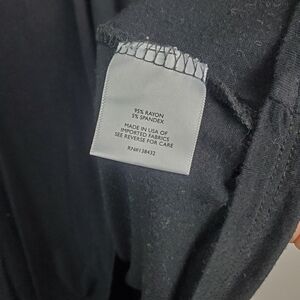 95% RAYON
5% SPANDEX
MADE IN USA OF
IMPORTED FABRICS
SEE REVERSE FOR CARE
RN#138432